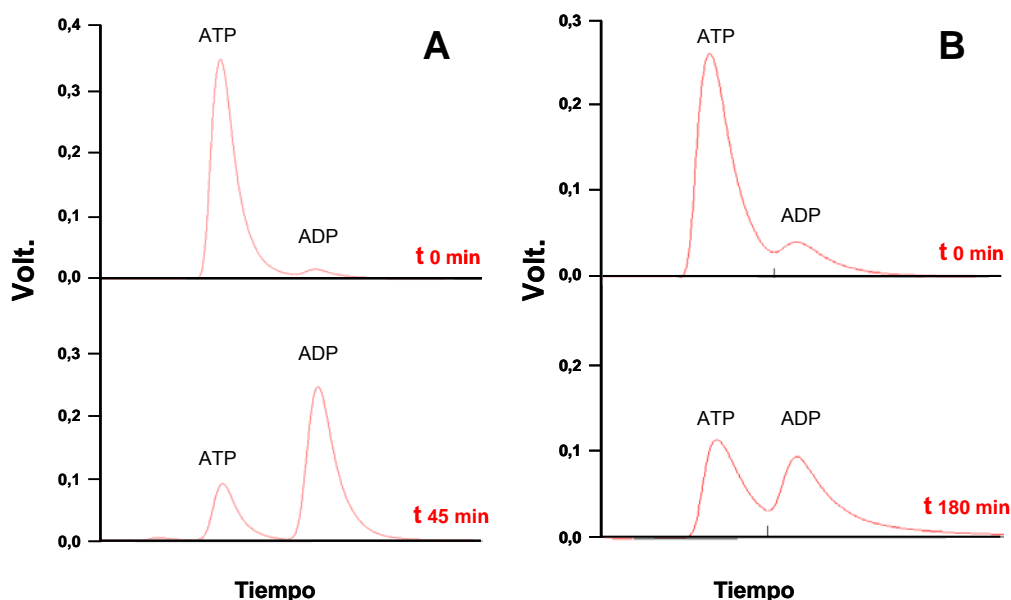 A
0,4
ATP
0,3
0,2
0,1
ADP
t 0 min
0,0
Volt.
0,3
ADP
0,2
ATP
0,1
t 45 min
0,0
Tiempo
B
0,3
ATP
0,2
0,1
ADP
t 0 min
0,0
Volt.
0,2
ATP
ADP
0,1
t 180 min
0,0
Tiempo